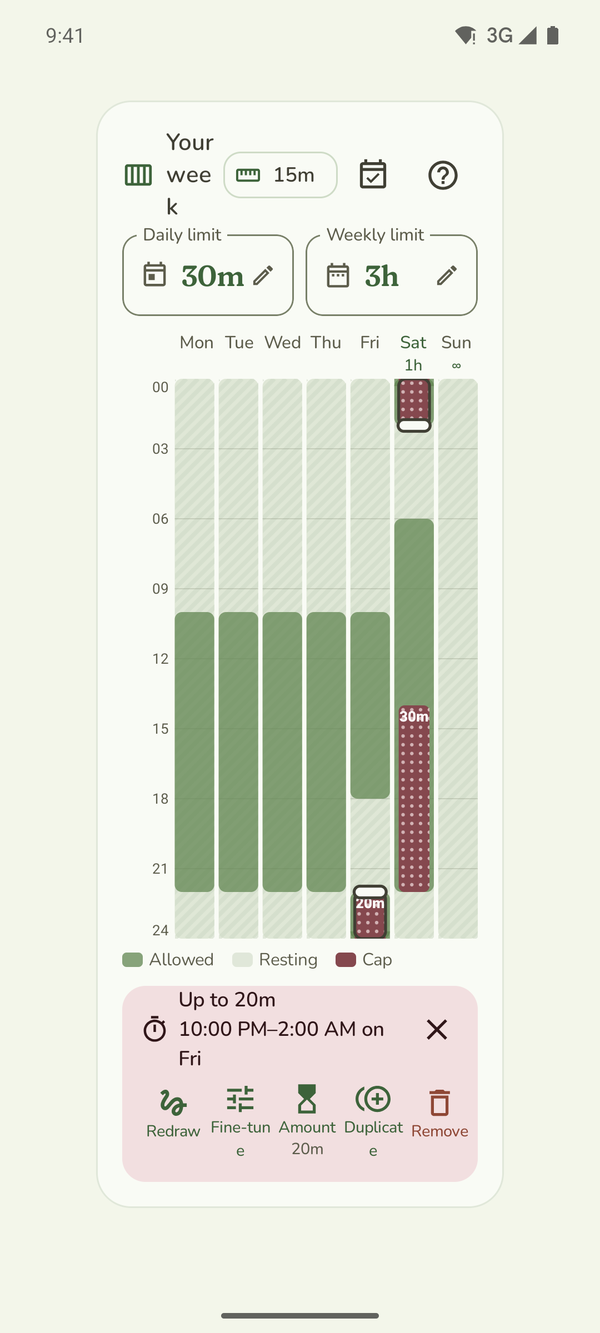 9:41
3G
Your
wee
k
15m
Daily limit
30m
Weekly limit
3h
Mon Tue Wed Thu Fri Sat Sun
1h ∞
00
03
06
09
12
15
18
21
24
30m
20m
Allowed Resting Cap
Up to 20m
10:00 PM–2:00 AM on
Fri
Redraw
Fine-tun
e
Amount
20m
Duplicat
e
Remove